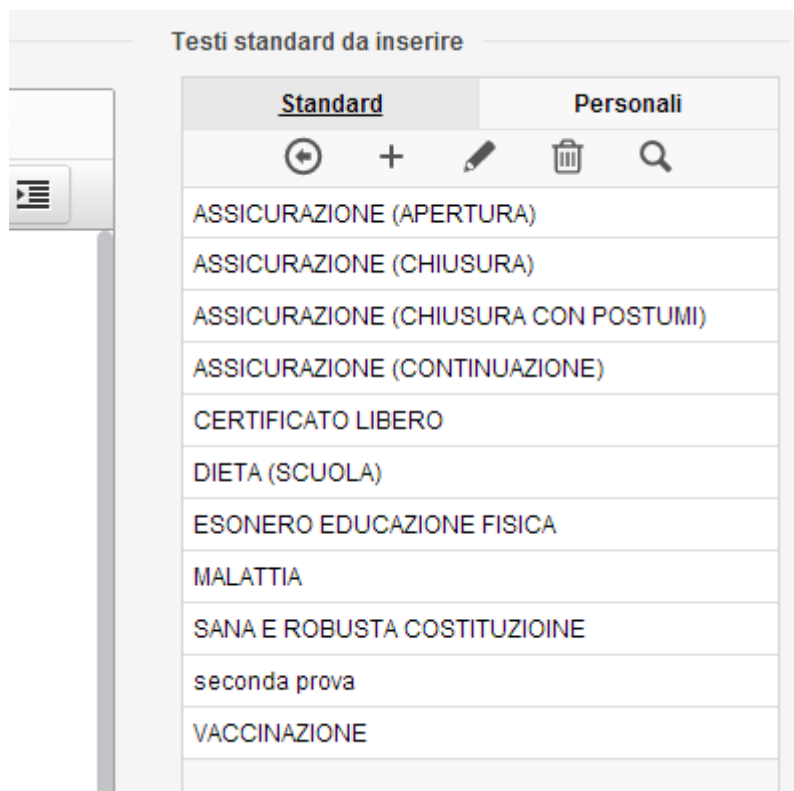 Testi standard da inserire
Standard Personali
ASSICURAZIONE (APERTURA)
ASSICURAZIONE (CHIUSURA)
ASSICURAZIONE (CHIUSURA CON POSTUMI)
ASSICURAZIONE (CONTINUAZIONE)
CERTIFICATO LIBERO
DIETA (SCUOLA)
ESONERO EDUCAZIONE FISICA
MALATTIA
SANA E ROBUSTA COSTITUZIOINE
seconda prova
VACCINAZIONE